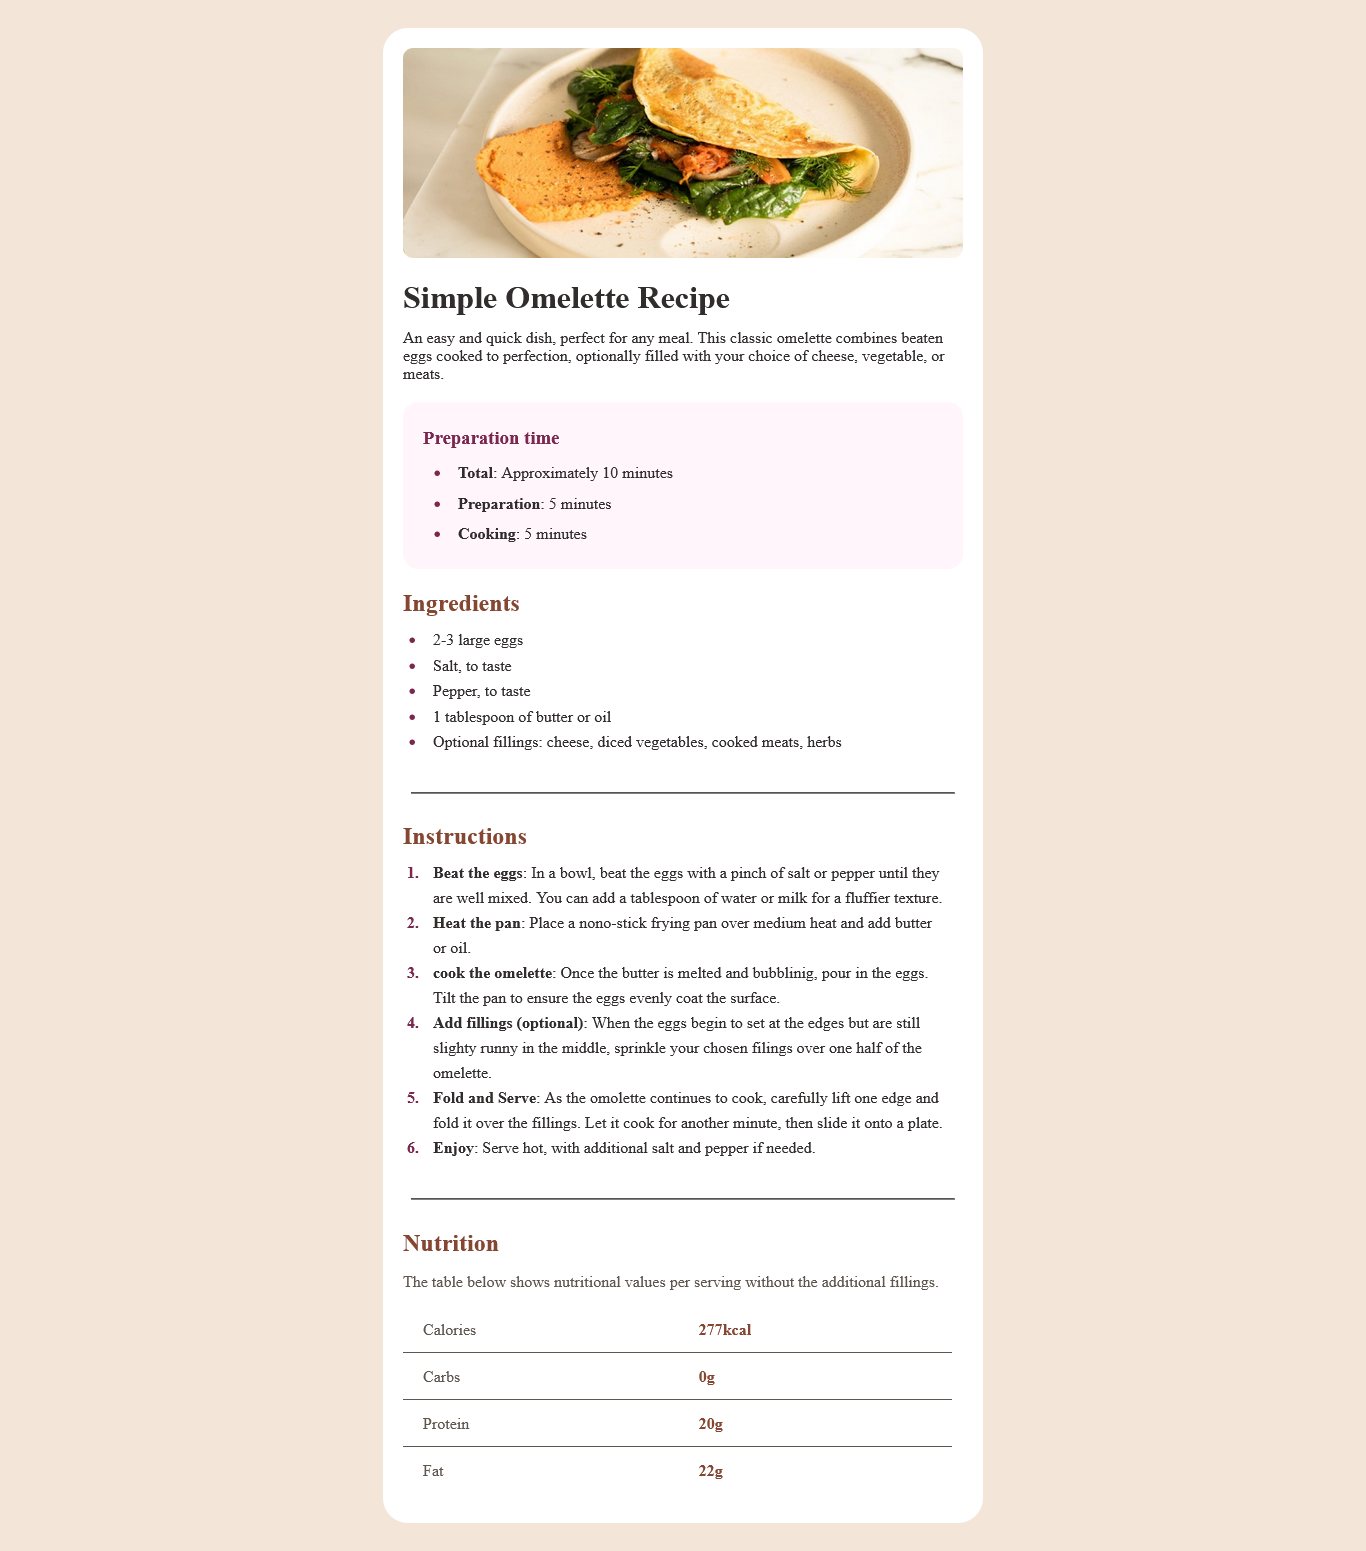 Simple Omelette Recipe
An easy and quick dish, perfect for any meal. This classic omelette combines beaten
eggs cooked to perfection, optionally filled with your choice of cheese, vegetable, or
meats.
Preparation time
• Total: Approximately 10 minutes
• Preparation: 5 minutes
• Cooking: 5 minutes
Ingredients
• 2-3 large eggs
• Salt, to taste
• Pepper, to taste
• 1 tablespoon of butter or oil
• Optional fillings: cheese, diced vegetables, cooked meats, herbs
Instructions
1. Beat the eggs: In a bowl, beat the eggs with a pinch of salt or pepper until they
are well mixed. You can add a tablespoon of water or milk for a fluffier texture.
2. Heat the pan: Place a nono-stick frying pan over medium heat and add butter
or oil.
3. cook the omelette: Once the butter is melted and bubblinig, pour in the eggs.
Tilt the pan to ensure the eggs evenly coat the surface.
4. Add fillings (optional): When the eggs begin to set at the edges but are still
slighty runny in the middle, sprinkle your chosen filings over one half of the
omelette.
5. Fold and Serve: As the omolette continues to cook, carefully lift one edge and
fold it over the fillings. Let it cook for another minute, then slide it onto a plate.
6. Enjoy: Serve hot, with additional salt and pepper if needed.
Nutrition
The table below shows nutritional values per serving without the additional fillings.
Calories 277kcal
Carbs 0g
Protein 20g
Fat 22g